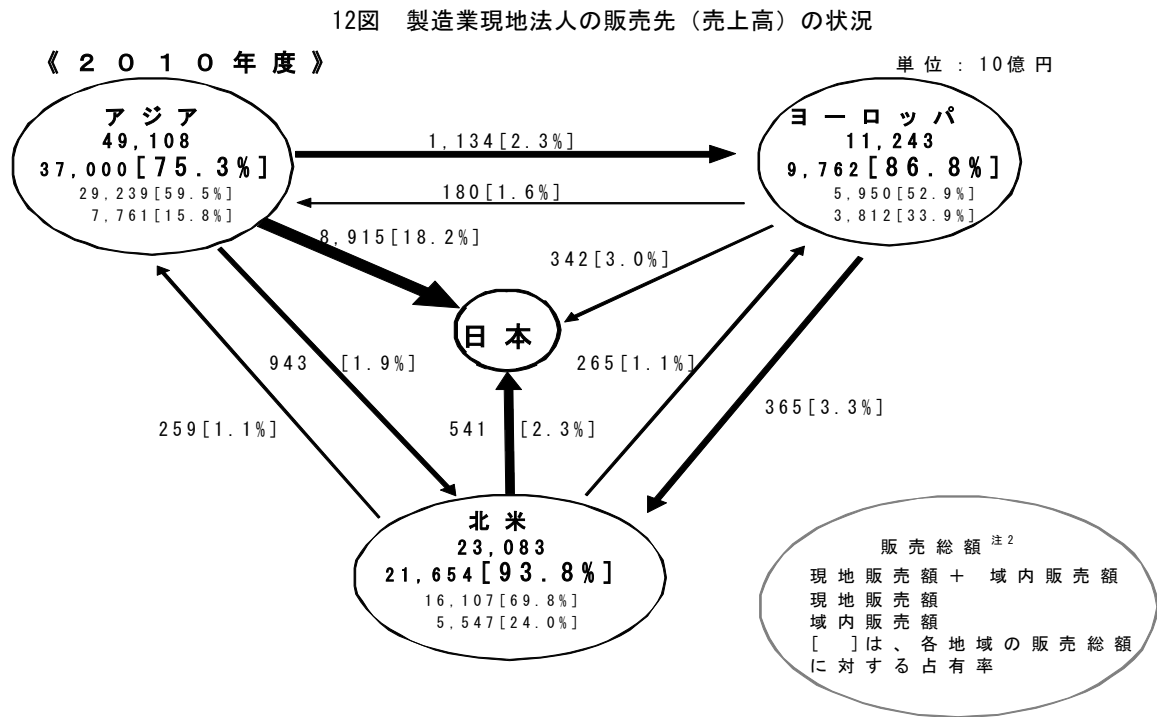 12図 製造業現地法人の販売先(売上高)の状況
《２０１０年度》
単位：10億円
アジア
49,108
37,000[75.3%]
29,239[59.5%]
7,761[15.8%]
ヨーロッパ
11,243
9,762[86.8%]
5,950[52.9%]
3,812[33.9%]
1,134[2.3%]
180[1.6%]
8,915[18.2%]
342[3.0%]
日本
943 [1.9%]
265[1.1%]
259[1.1%]
541 [2.3%]
365[3.3%]
北米
23,083
21,654[93.8%]
16,107[69.8%]
5,547[24.0%]
販売総額 注2
現地販売額＋ 域内販売額
現地販売額
域内販売額
[ ]は、各地域の販売総額
に対する占有率